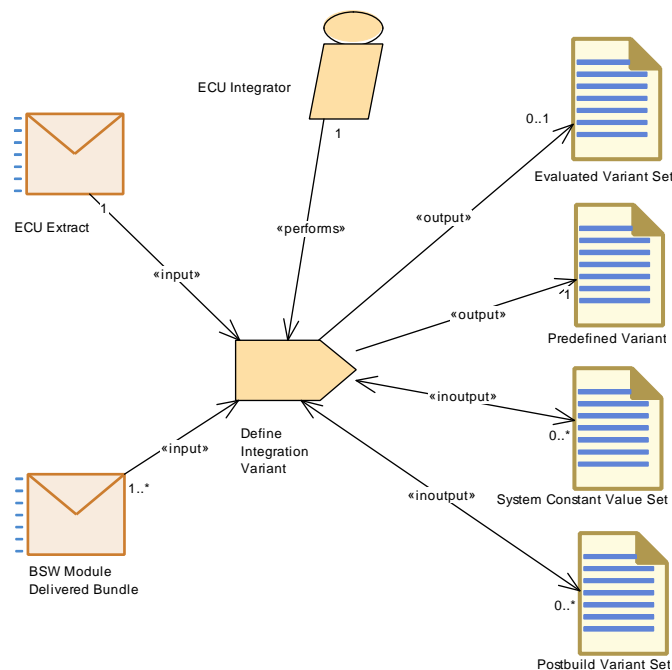 ECU Integrator
1
0..1
Evaluated Variant Set
1
ECU Extract
«performs»
«output»
«input»
«output»
1
Predefined Variant
«inoutput»
0..*
Define
Integration
Variant
«input»
1..*
System Constant Value Set
«inoutput»
BSW Module
Delivered Bundle
0..*
Postbuild Variant Set